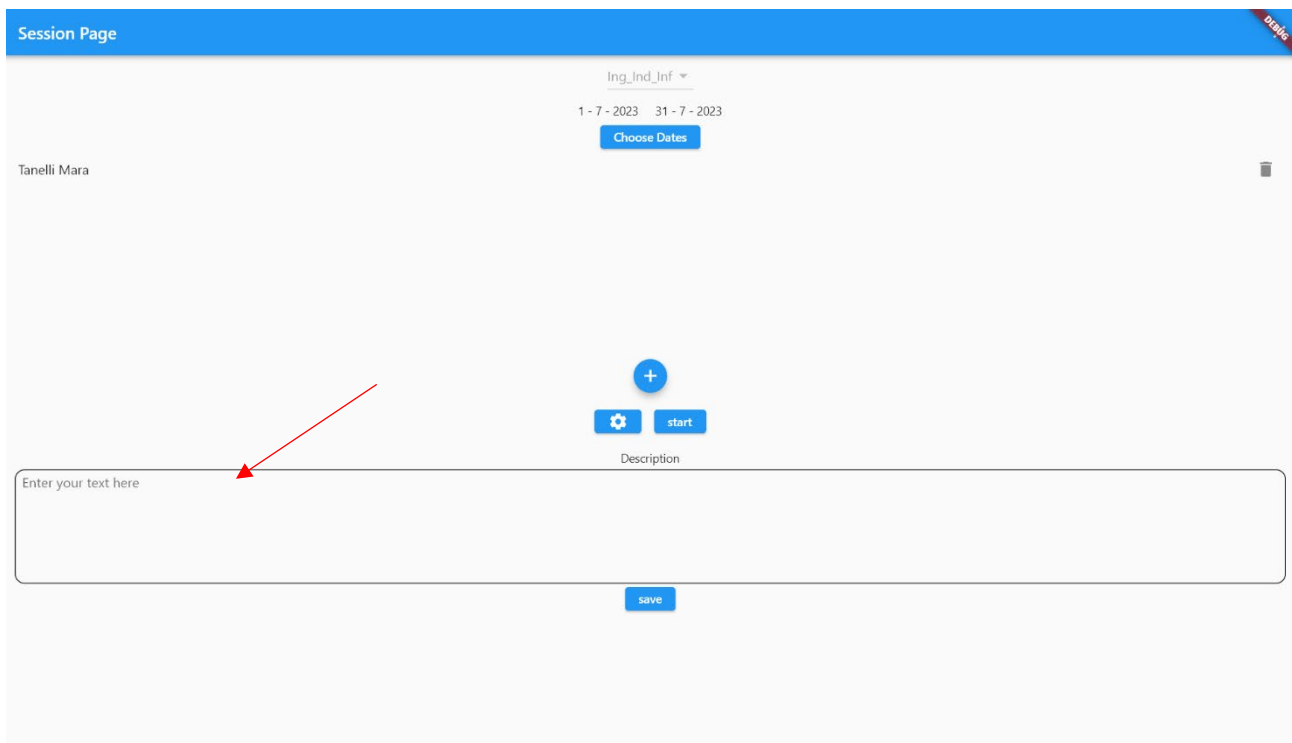 Session Page
DEBUG
Ing_Ind_Inf
1 - 7 - 2023 31 - 7 - 2023
Choose Dates
Tanelli Mara
+
start
Description
Enter your text here
save